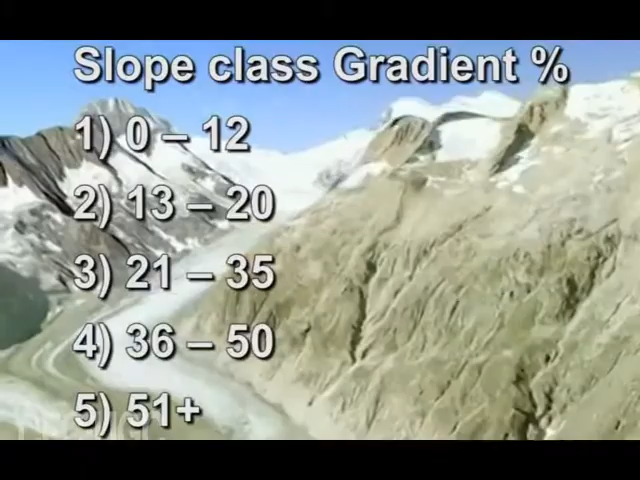 Slope class Gradient %
1) 0 – 12
2) 13 – 20
3) 21 – 35
4) 36 – 50
5) 51+